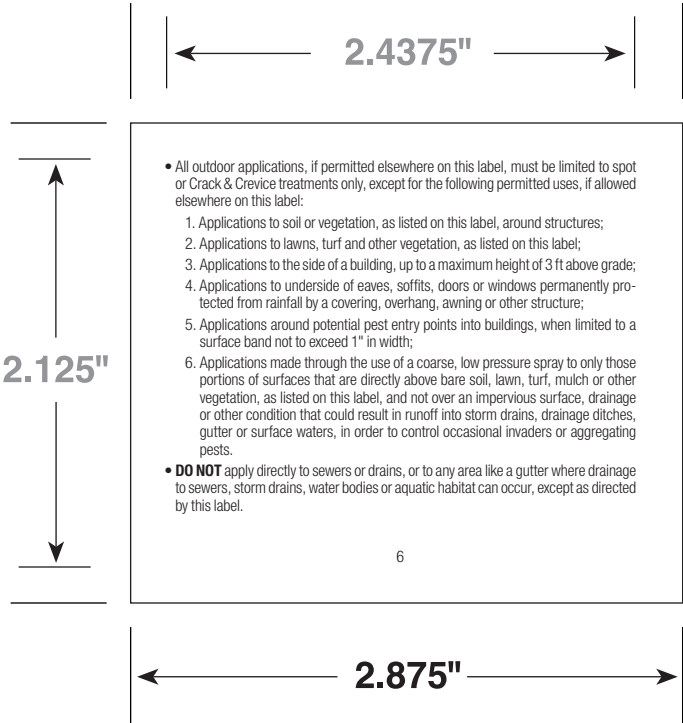 2.4375"
• All outdoor applications, if permitted elsewhere on this label, must be limited to spot
or Crack & Crevice treatments only, except for the following permitted uses, if allowed
elsewhere on this label:
1. Applications to soil or vegetation, as listed on this label, around structures;
2. Applications to lawns, turf and other vegetation, as listed on this label;
3. Applications to the side of a building, up to a maximum height of 3 ft above grade;
4. Applications to underside of eaves, soffits, doors or windows permanently pro-
tected from rainfall by a covering, overhang, awning or other structure;
5. Applications around potential pest entry points into buildings, when limited to a
surface band not to exceed 1" in width;
6. Applications made through the use of a coarse, low pressure spray to only those
portions of surfaces that are directly above bare soil, lawn, turf, mulch or other
vegetation, as listed on this label, and not over an impervious surface, drainage
or other condition that could result in runoff into storm drains, drainage ditches,
gutter or surface waters, in order to control occasional invaders or aggregating
pests.
• DO NOT apply directly to sewers or drains, or to any area like a gutter where drainage
to sewers, storm drains, water bodies or aquatic habitat can occur, except as directed
by this label.
2.125"
6
2.875"